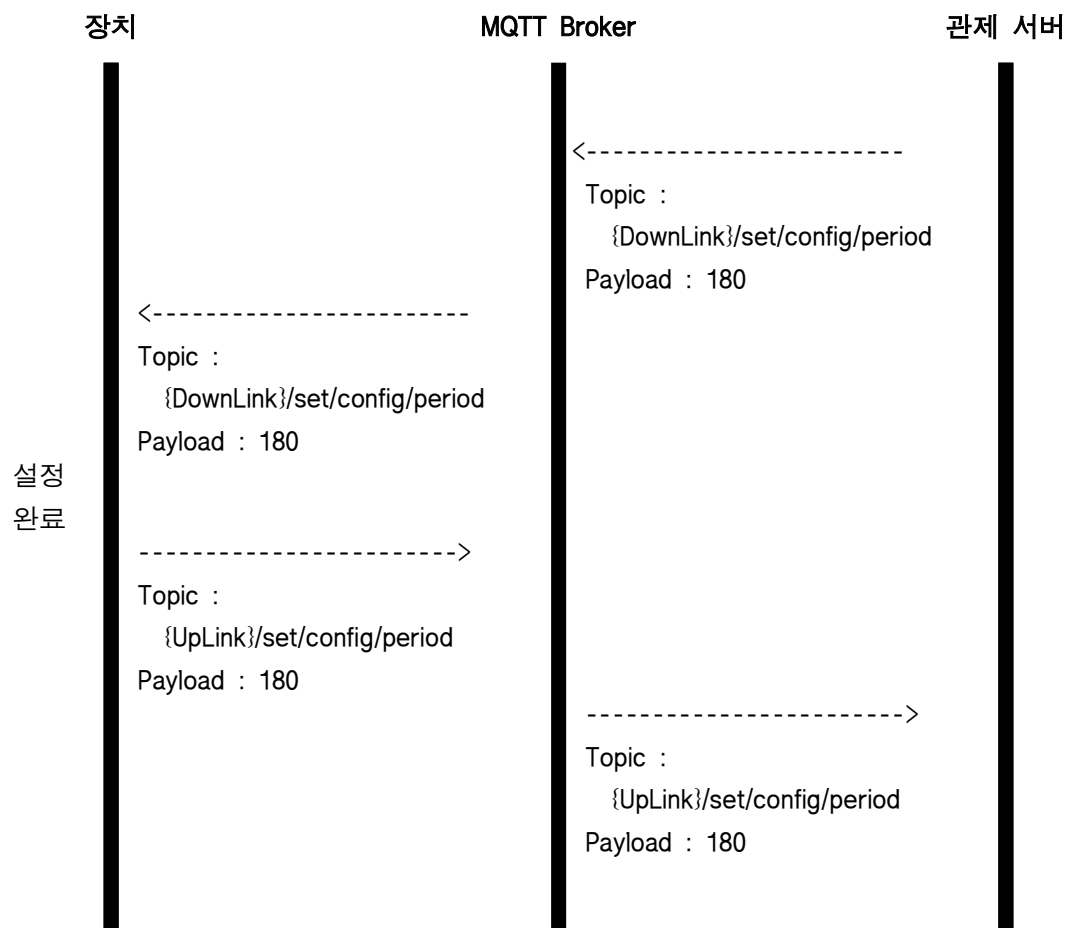 장치 MQTT Broker 관제 서버
<------------------------
Topic :
{DownLink}/set/config/period
Payload : 180
<------------------------
Topic :
{DownLink}/set/config/period
Payload : 180
설정
완료
------------------------>
Topic :
{UpLink}/set/config/period
Payload : 180
------------------------>
Topic :
{UpLink}/set/config/period
Payload : 180